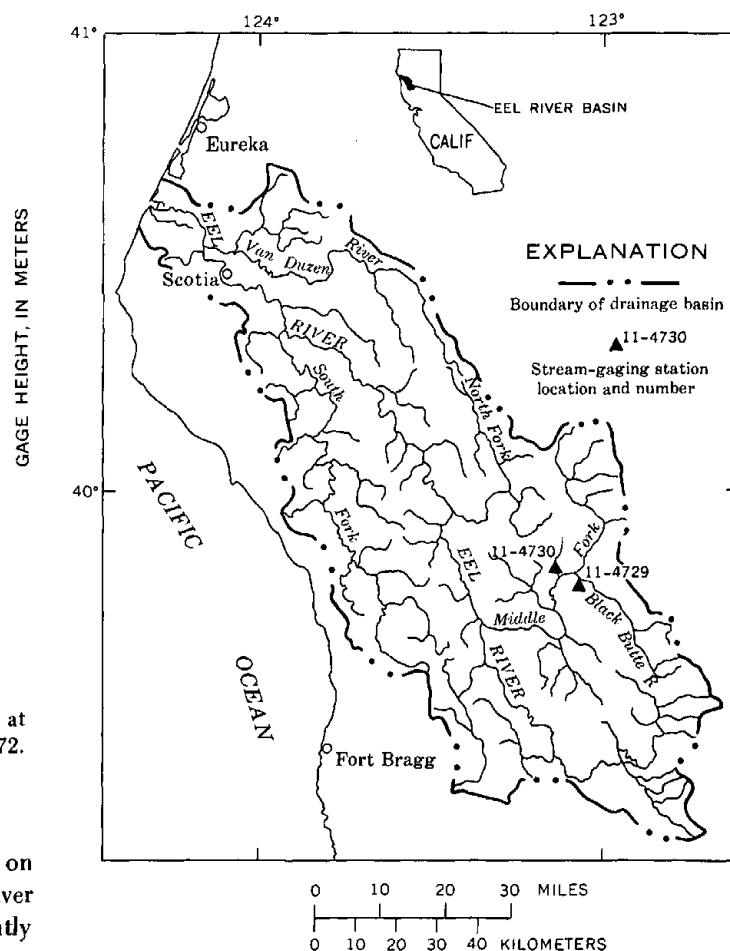 124°
123°
41°
EEL RIVER BASIN
CALIF
Eureka
GAGE HEIGHT, IN METERS
EEL
Van Duzen
River
EXPLANATION
Boundary of drainage basin
11-4730
Stream-gaging station
location and number
Scotia
RIVER
South
North Fork
PACIFIC
40°
Fork
EEL
11-4730
Fork
11-4729
Black Butte R
Middle
RIVER
OCEAN
at
72.
Fort Bragg
on
ver
ntly
0 10 20 30 MILES
0 10 20 30 40 KILOMETERS